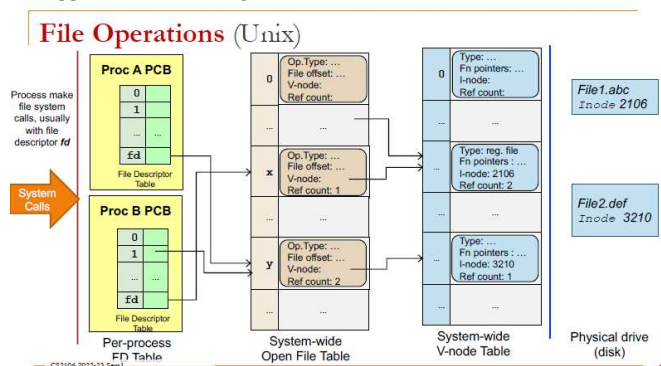 File Operations (Unix)
Process make
file system
calls, usually
with file
descriptor fd
System
Calls
Proc A PCB
0
1
...
...
fd
File Descriptor
Table
Proc B PCB
0
1
...
...
fd
File Descriptor
Table
Per-process
FD Table
0
Op.Type: ...
File offset: ...
V-node:
Ref count:
...
...
x
Op.Type: ...
File offset: ...
V-node:
Ref count: 1
...
...
y
Op.Type: ...
File offset: ...
V-node:
Ref count: 2
...
...
System-wide
Open File Table
0
Type: ...
Fn pointers: ...
I-node:
Ref count:
...
...
...
Type: reg. file
Fn pointers : ...
I-node: 2106
Ref count: 2
...
...
...
Type: ...
Fn pointers : ...
I-node: 3210
Ref count: 1
...
...
System-wide
V-node Table
File1.abc
Inode 2106
File2.def
Inode 3210
Physical drive
(disk)